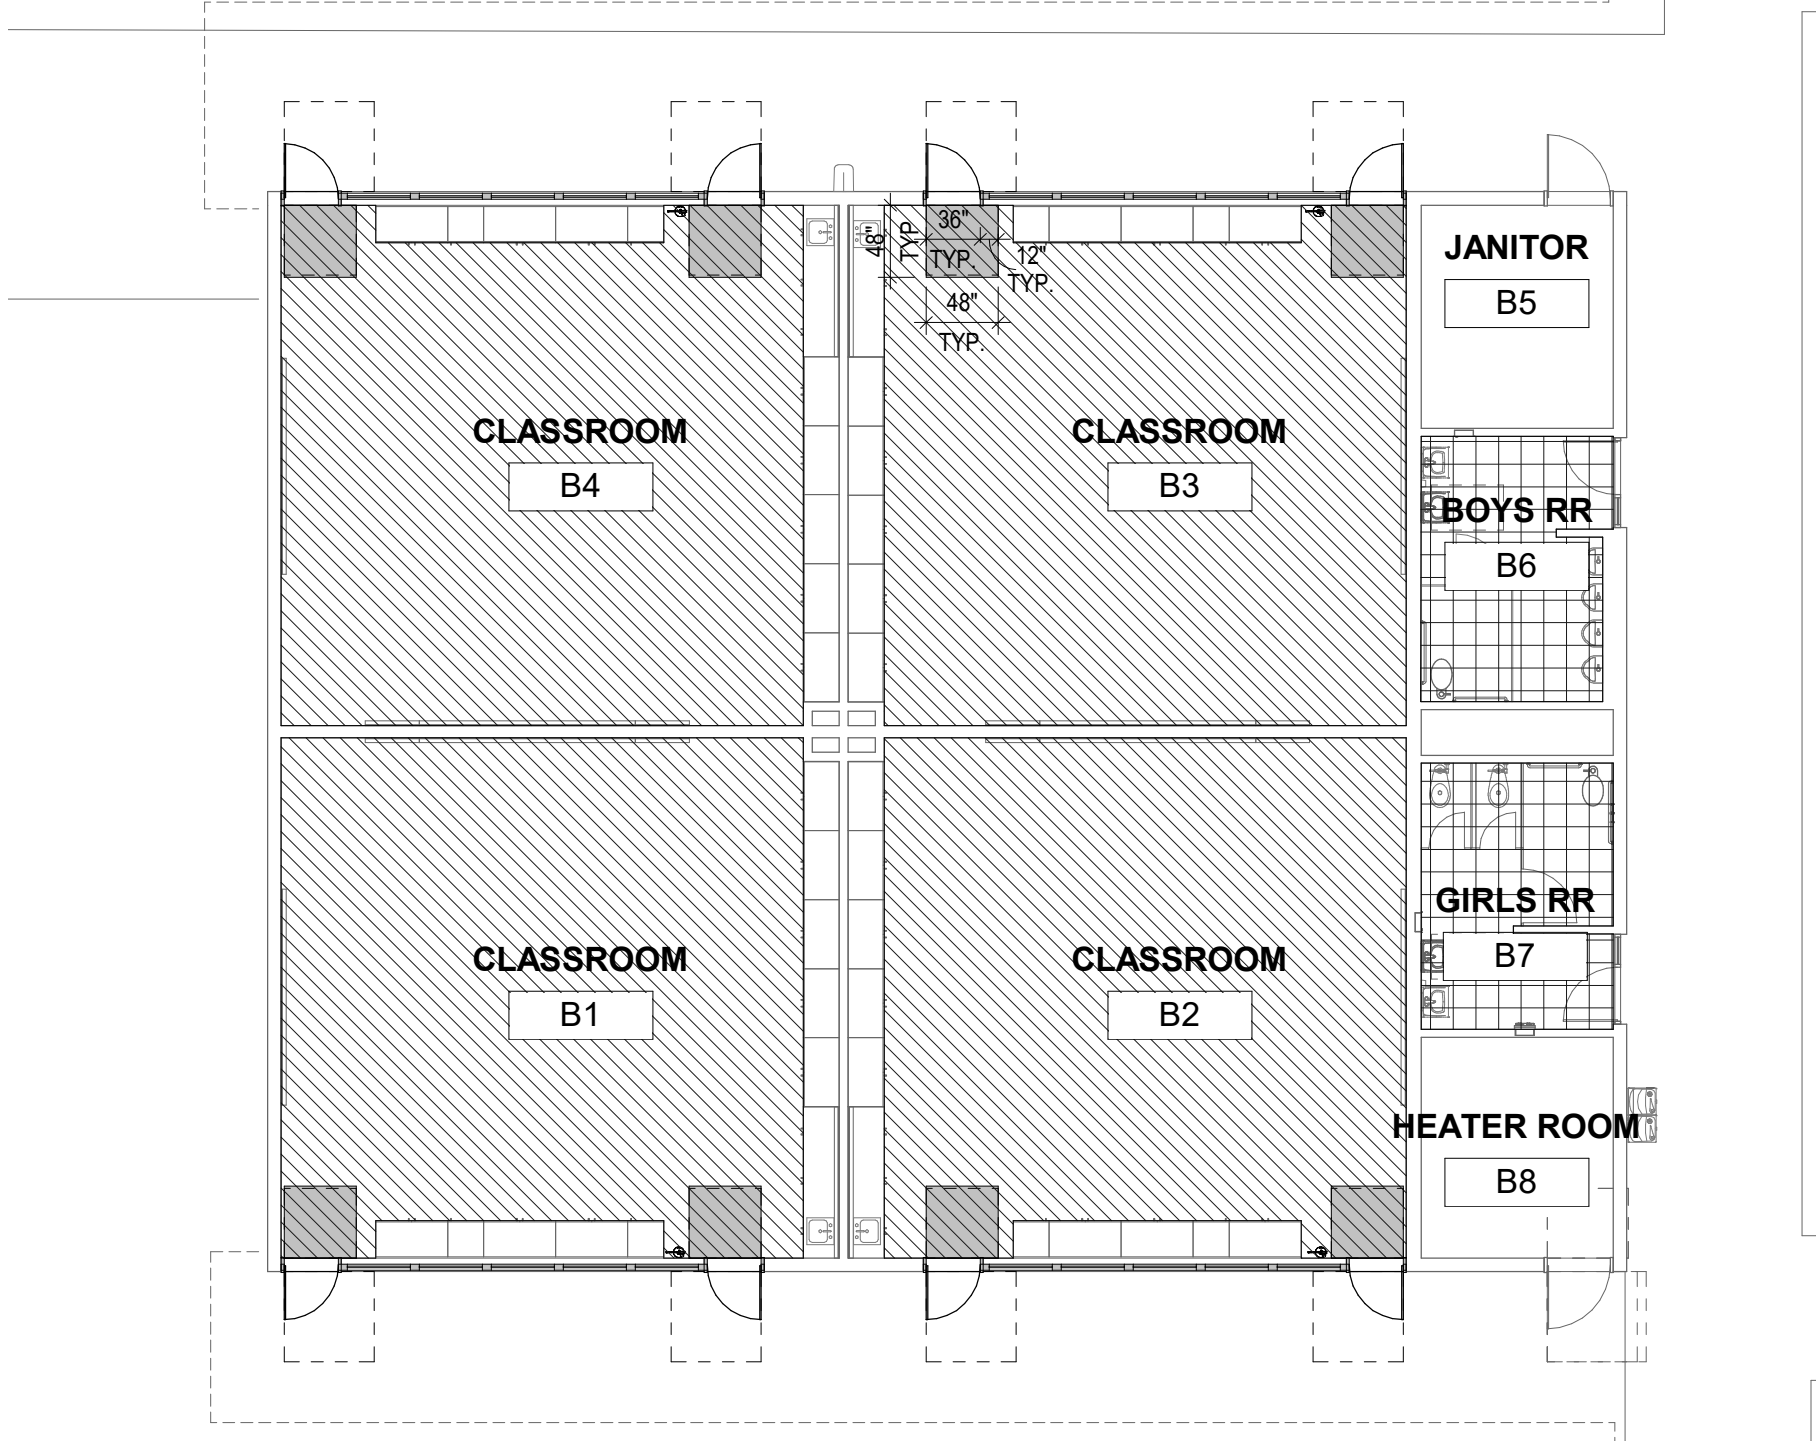 36"
48"
TYP
TYP.
12"
TYP.
48"
TYP.
JANITOR
B5
CLASSROOM
B4
CLASSROOM
B3
BOYS RR
B6
GIRLS RR
B7
CLASSROOM
B1
CLASSROOM
B2
HEATER ROOM
B8